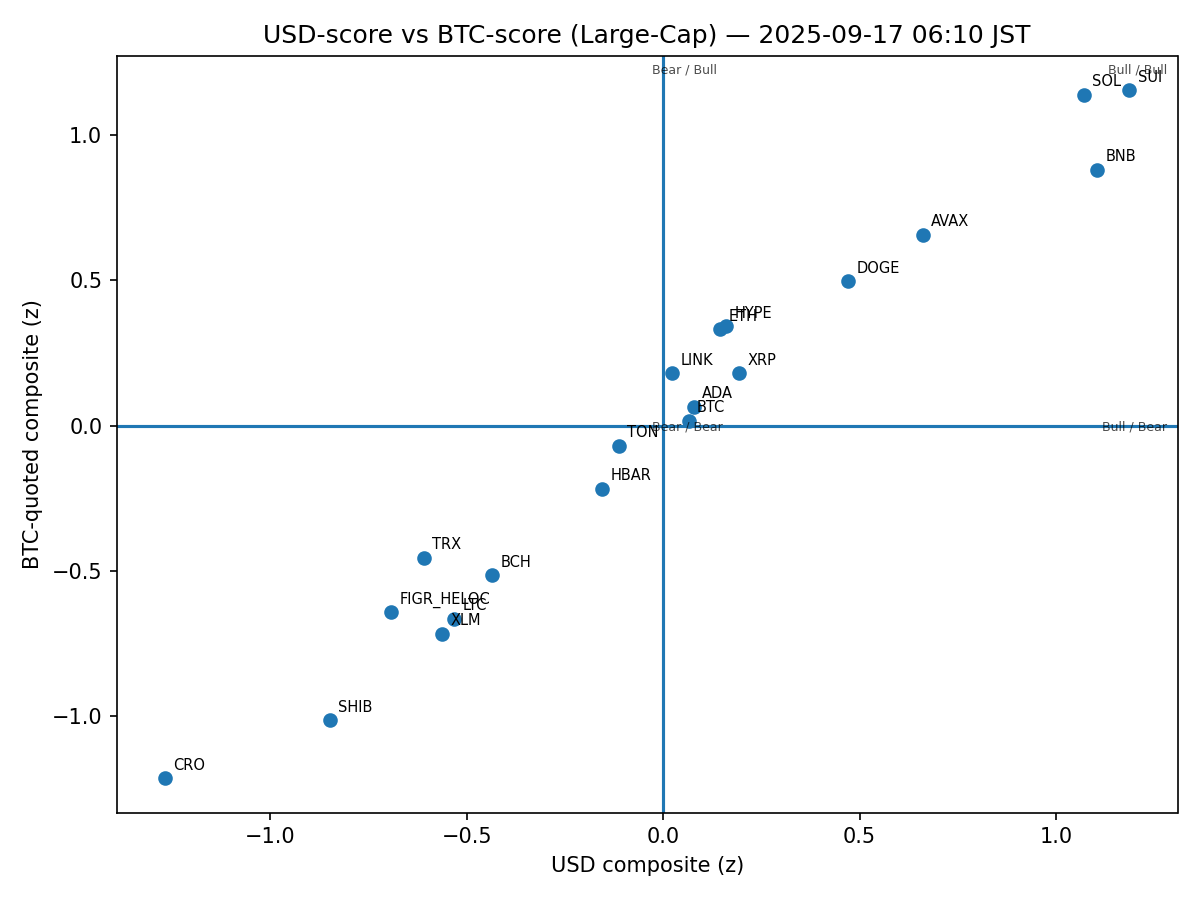 USD-score vs BTC-score (Large-Cap) — 2025-09-17 06:10 JST
Bear / Bull
Bull / Bull
SUI
SOL
1.0
BNB
AVAX
DOGE
0.5
HYPE
ETH
LINK
XRP
ADA
BTC
0.0
Bear / Bear
Bull / Bear
TON
HBAR
TRX
BCH
−0.5
FIGR_HELOC
LTC
XLM
SHIB
−1.0
CRO
BTC-quoted composite (z)
−1.0
−0.5
0.0
0.5
1.0
USD composite (z)